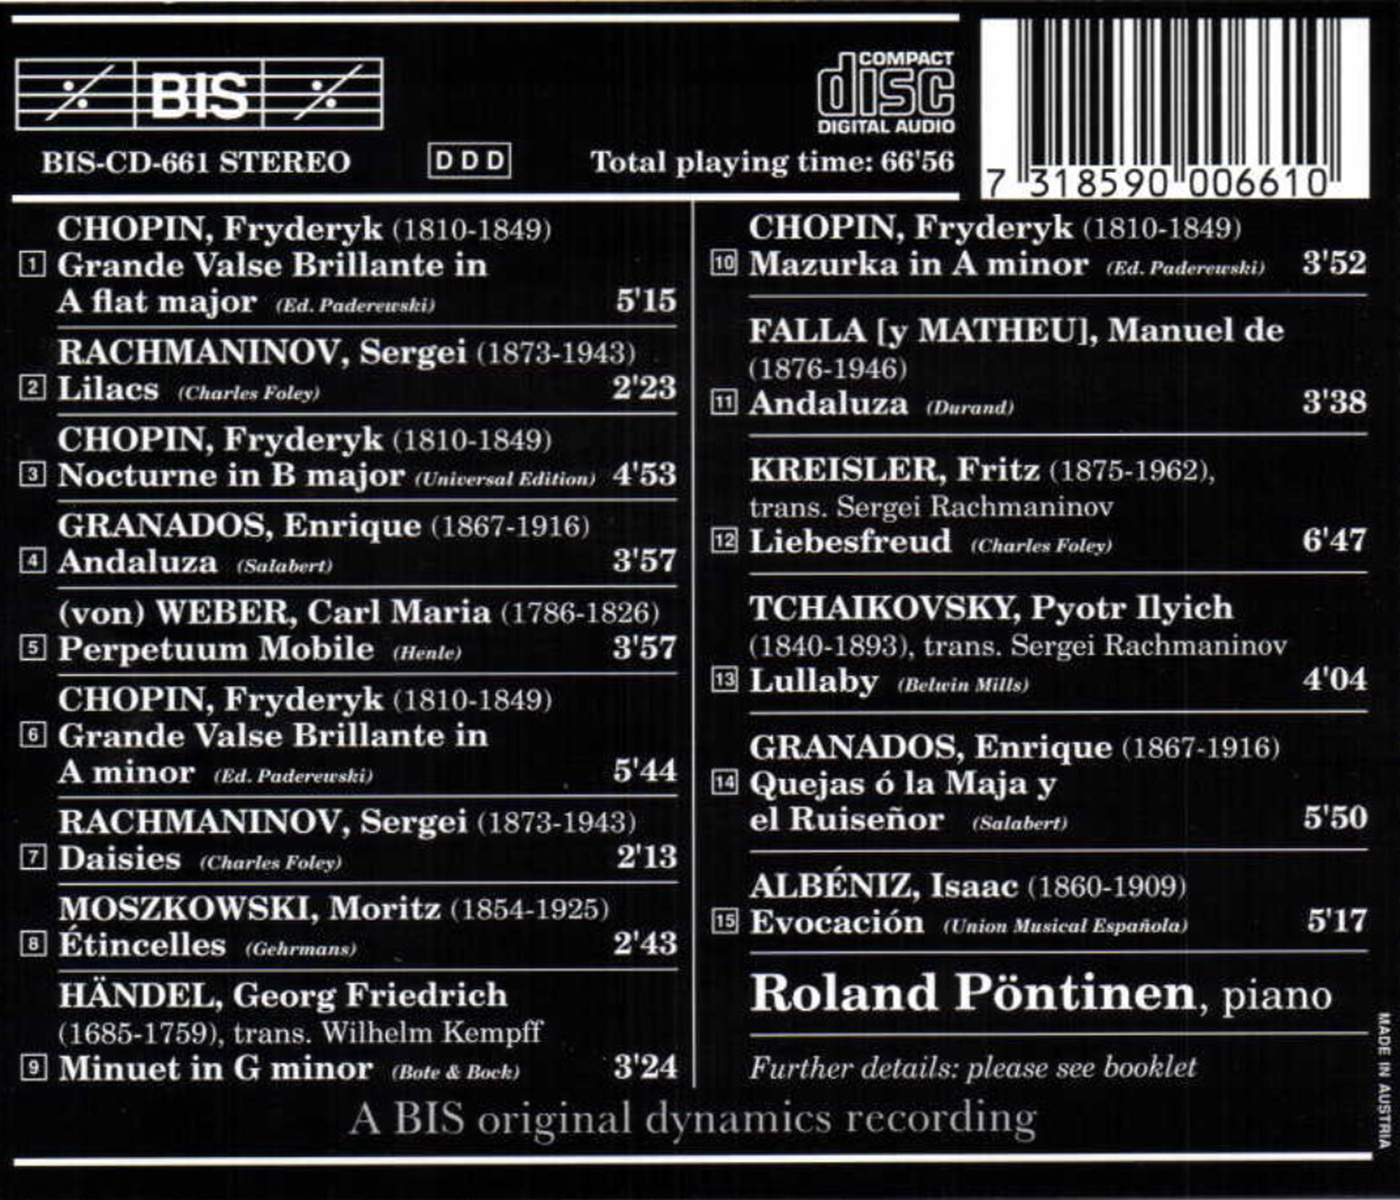 BIS
COMPACT
disc
DIGITAL AUDIO
BIS-CD-661 STEREO
DDD
Total playing time: 66'56
7 318590 006610
CHOPIN, Fryderyk (1810-1849)
1 Grande Valse Brillante in
A flat major (Ed. Paderewski) 5'15
RACHMANINOV, Sergei (1873-1943)
2 Lilacs (Charles Foley) 2'23
CHOPIN, Fryderyk (1810-1849)
3 Nocturne in B major (Universal Edition) 4'53
GRANADOS, Enrique (1867-1916)
4 Andaluza (Salabert) 3'57
(von) WEBER, Carl Maria (1786-1826)
5 Perpetuum Mobile (Henle) 3'57
CHOPIN, Fryderyk (1810-1849)
6 Grande Valse Brillante in
A minor (Ed. Paderewski) 5'44
RACHMANINOV, Sergei (1873-1943)
7 Daisies (Charles Foley) 2'13
MOSZKOWSKI, Moritz (1854-1925)
8 Étincelles (Gehrmans) 2'43
HÄNDEL, Georg Friedrich
(1685-1759), trans. Wilhelm Kempff
9 Minuet in G minor (Bote & Bock) 3'24
CHOPIN, Fryderyk (1810-1849)
10 Mazurka in A minor (Ed. Paderewski) 3'52
FALLA [y MATHEU], Manuel de
(1876-1946)
11 Andaluza (Durand) 3'38
KREISLER, Fritz (1875-1962),
trans. Sergei Rachmaninov
12 Liebesfreud (Charles Foley) 6'47
TCHAIKOVSKY, Pyotr Ilyich
(1840-1893), trans. Sergei Rachmaninov
13 Lullaby (Belwin Mills) 4'04
GRANADOS, Enrique (1867-1916)
14 Quejas ó la Maja y
el Ruiseñor (Salabert) 5'50
ALBÉNIZ, Isaac (1860-1909)
15 Evocación (Union Musical Española) 5'17
Roland Pöntinen, piano
Further details: please see booklet
A BIS original dynamics recording
MADE IN AUSTRIA